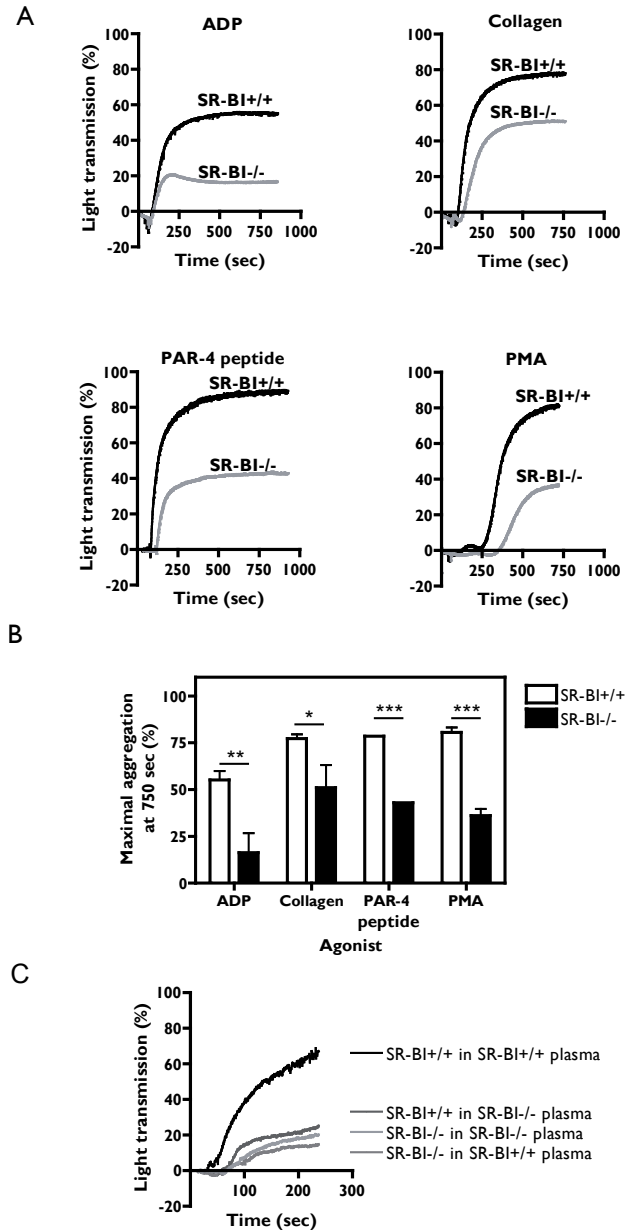 A
ADP
Light transmission (%)
100
80
60
40
20
0
-20
SR-BI+/+
SR-BI-/-
250
500
750
1000
Time (sec)
Collagen
100
80
60
40
20
0
-20
SR-BI+/+
SR-BI-/-
250
500
750
1000
Time (sec)
PAR-4 peptide
Light transmission (%)
100
80
60
40
20
0
-20
SR-BI+/+
SR-BI-/-
250
500
750
1000
Time (sec)
PMA
100
80
60
40
20
0
-20
SR-BI+/+
SR-BI-/-
250
500
750
1000
Time (sec)
B
Maximal aggregation
at 750 sec (%)
100
75
50
25
0
**
*
***
***
SR-BI+/+
SR-BI-/-
ADP
Collagen
PAR-4
peptide
PMA
Agonist
C
Light transmission (%)
100
80
60
40
20
0
-20
SR-BI+/+ in SR-BI+/+ plasma
SR-BI+/+ in SR-BI-/- plasma
SR-BI-/- in SR-BI-/- plasma
SR-BI-/- in SR-BI+/+ plasma
100
200
300
Time (sec)